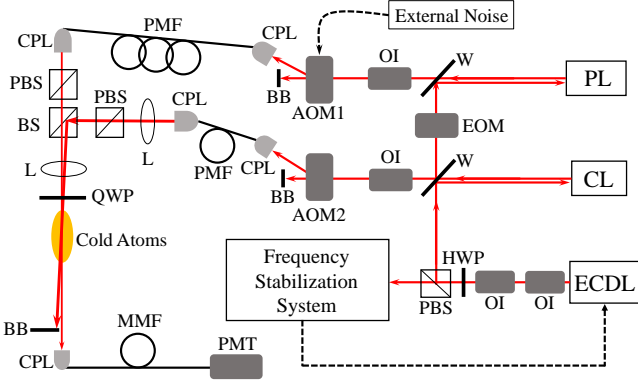 PMF
External Noise
CPL
CPL
OI
W
PL
PBS
PBS
CPL
BB
AOM1
EOM
BS
L
PMF
CPL
OI
W
CL
L
BB
AOM2
QWP
Cold Atoms
Frequency
Stabilization
System
HWP
ECDL
PBS
OI
OI
BB
MMF
CPL
PMT